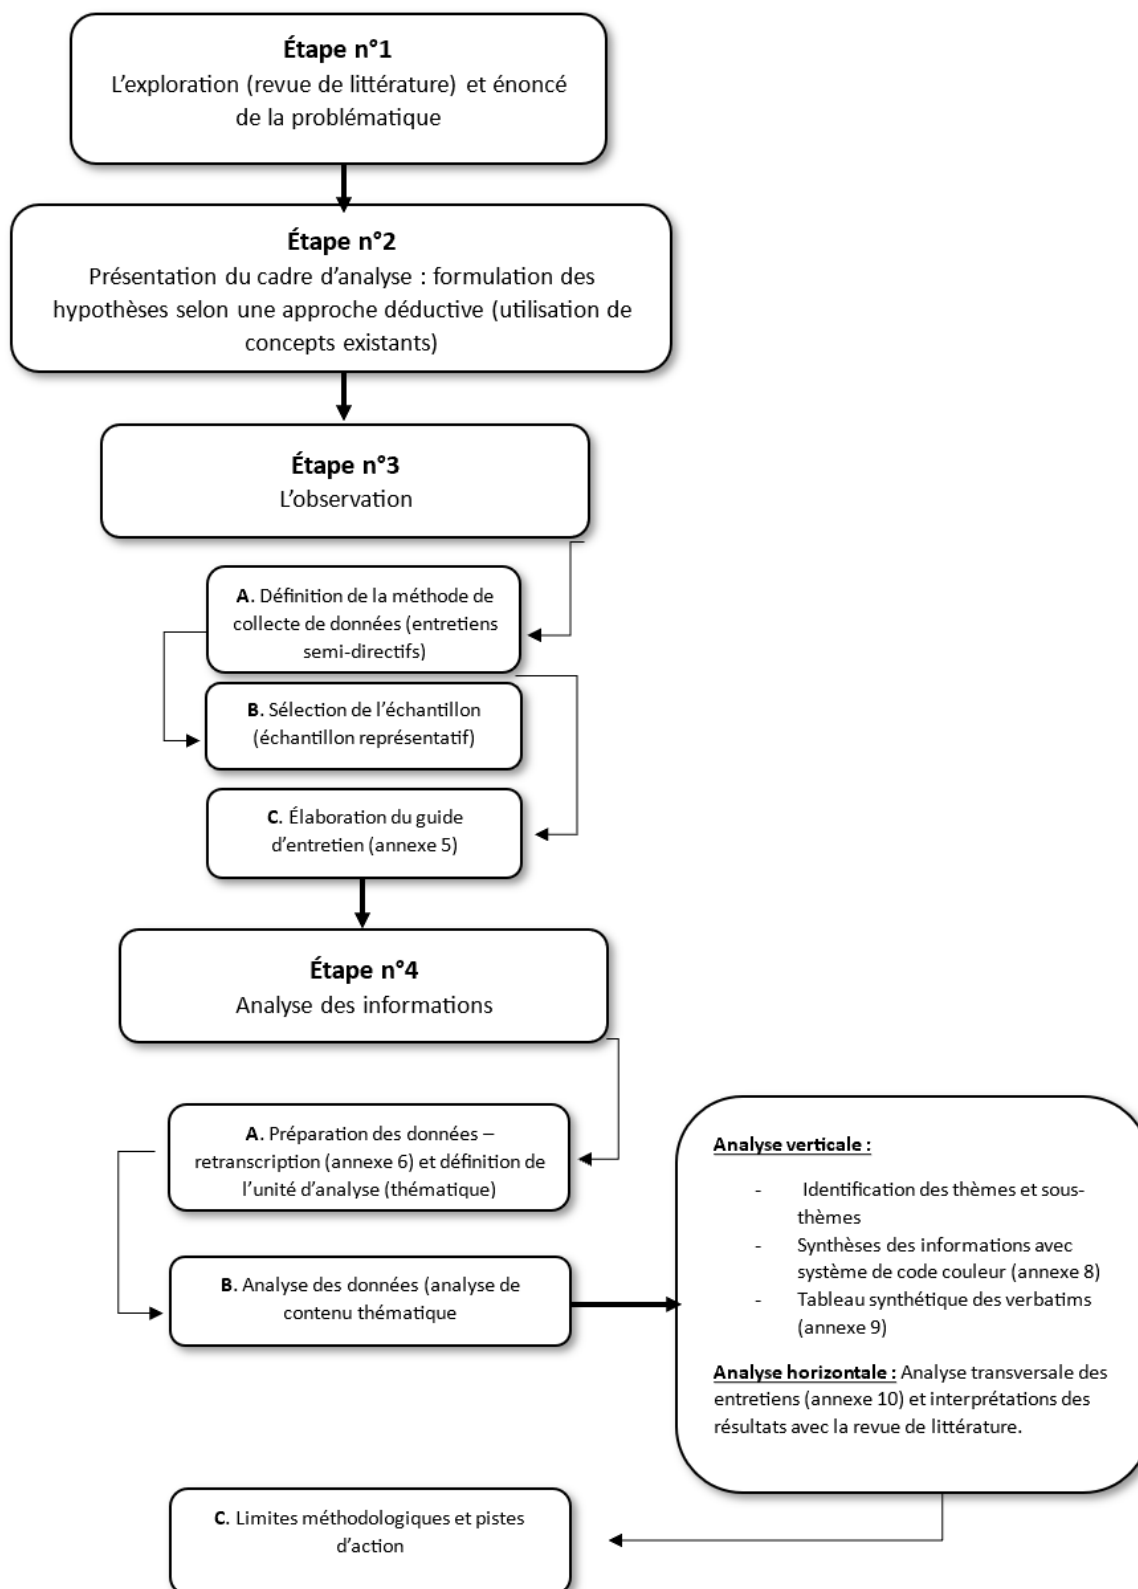 Étape n°1
L'exploration (revue de littérature) et énoncé
de la problématique
Étape n°2
Présentation du cadre d'analyse : formulation des
hypothèses selon une approche déductive (utilisation de
concepts existants)
Étape n°3
L'observation
A. Définition de la méthode de
collecte de données (entretiens
semi-directifs)
B. Sélection de l'échantillon
(échantillon représentatif)
C. Élaboration du guide
d'entretien (annexe 5)
Étape n°4
Analyse des informations
A. Préparation des données –
retranscription (annexe 6) et définition de
l'unité d'analyse (thématique)
B. Analyse des données (analyse de
contenu thématique
Analyse verticale :
- Identification des thèmes et sous-
thèmes
- Synthèses des informations avec
système de code couleur (annexe 8)
- Tableau synthétique des verbatims
(annexe 9)
Analyse horizontale : Analyse transversale des
entretiens (annexe 10) et interprétations des
résultats avec la revue de littérature.
C. Limites méthodologiques et pistes
d'action